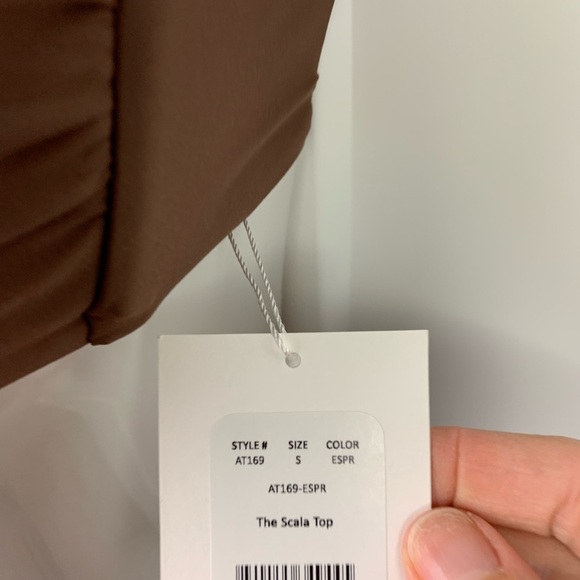 STYLE # SIZE COLOR
AT169 S ESPR
AT169-ESPR
The Scala Top